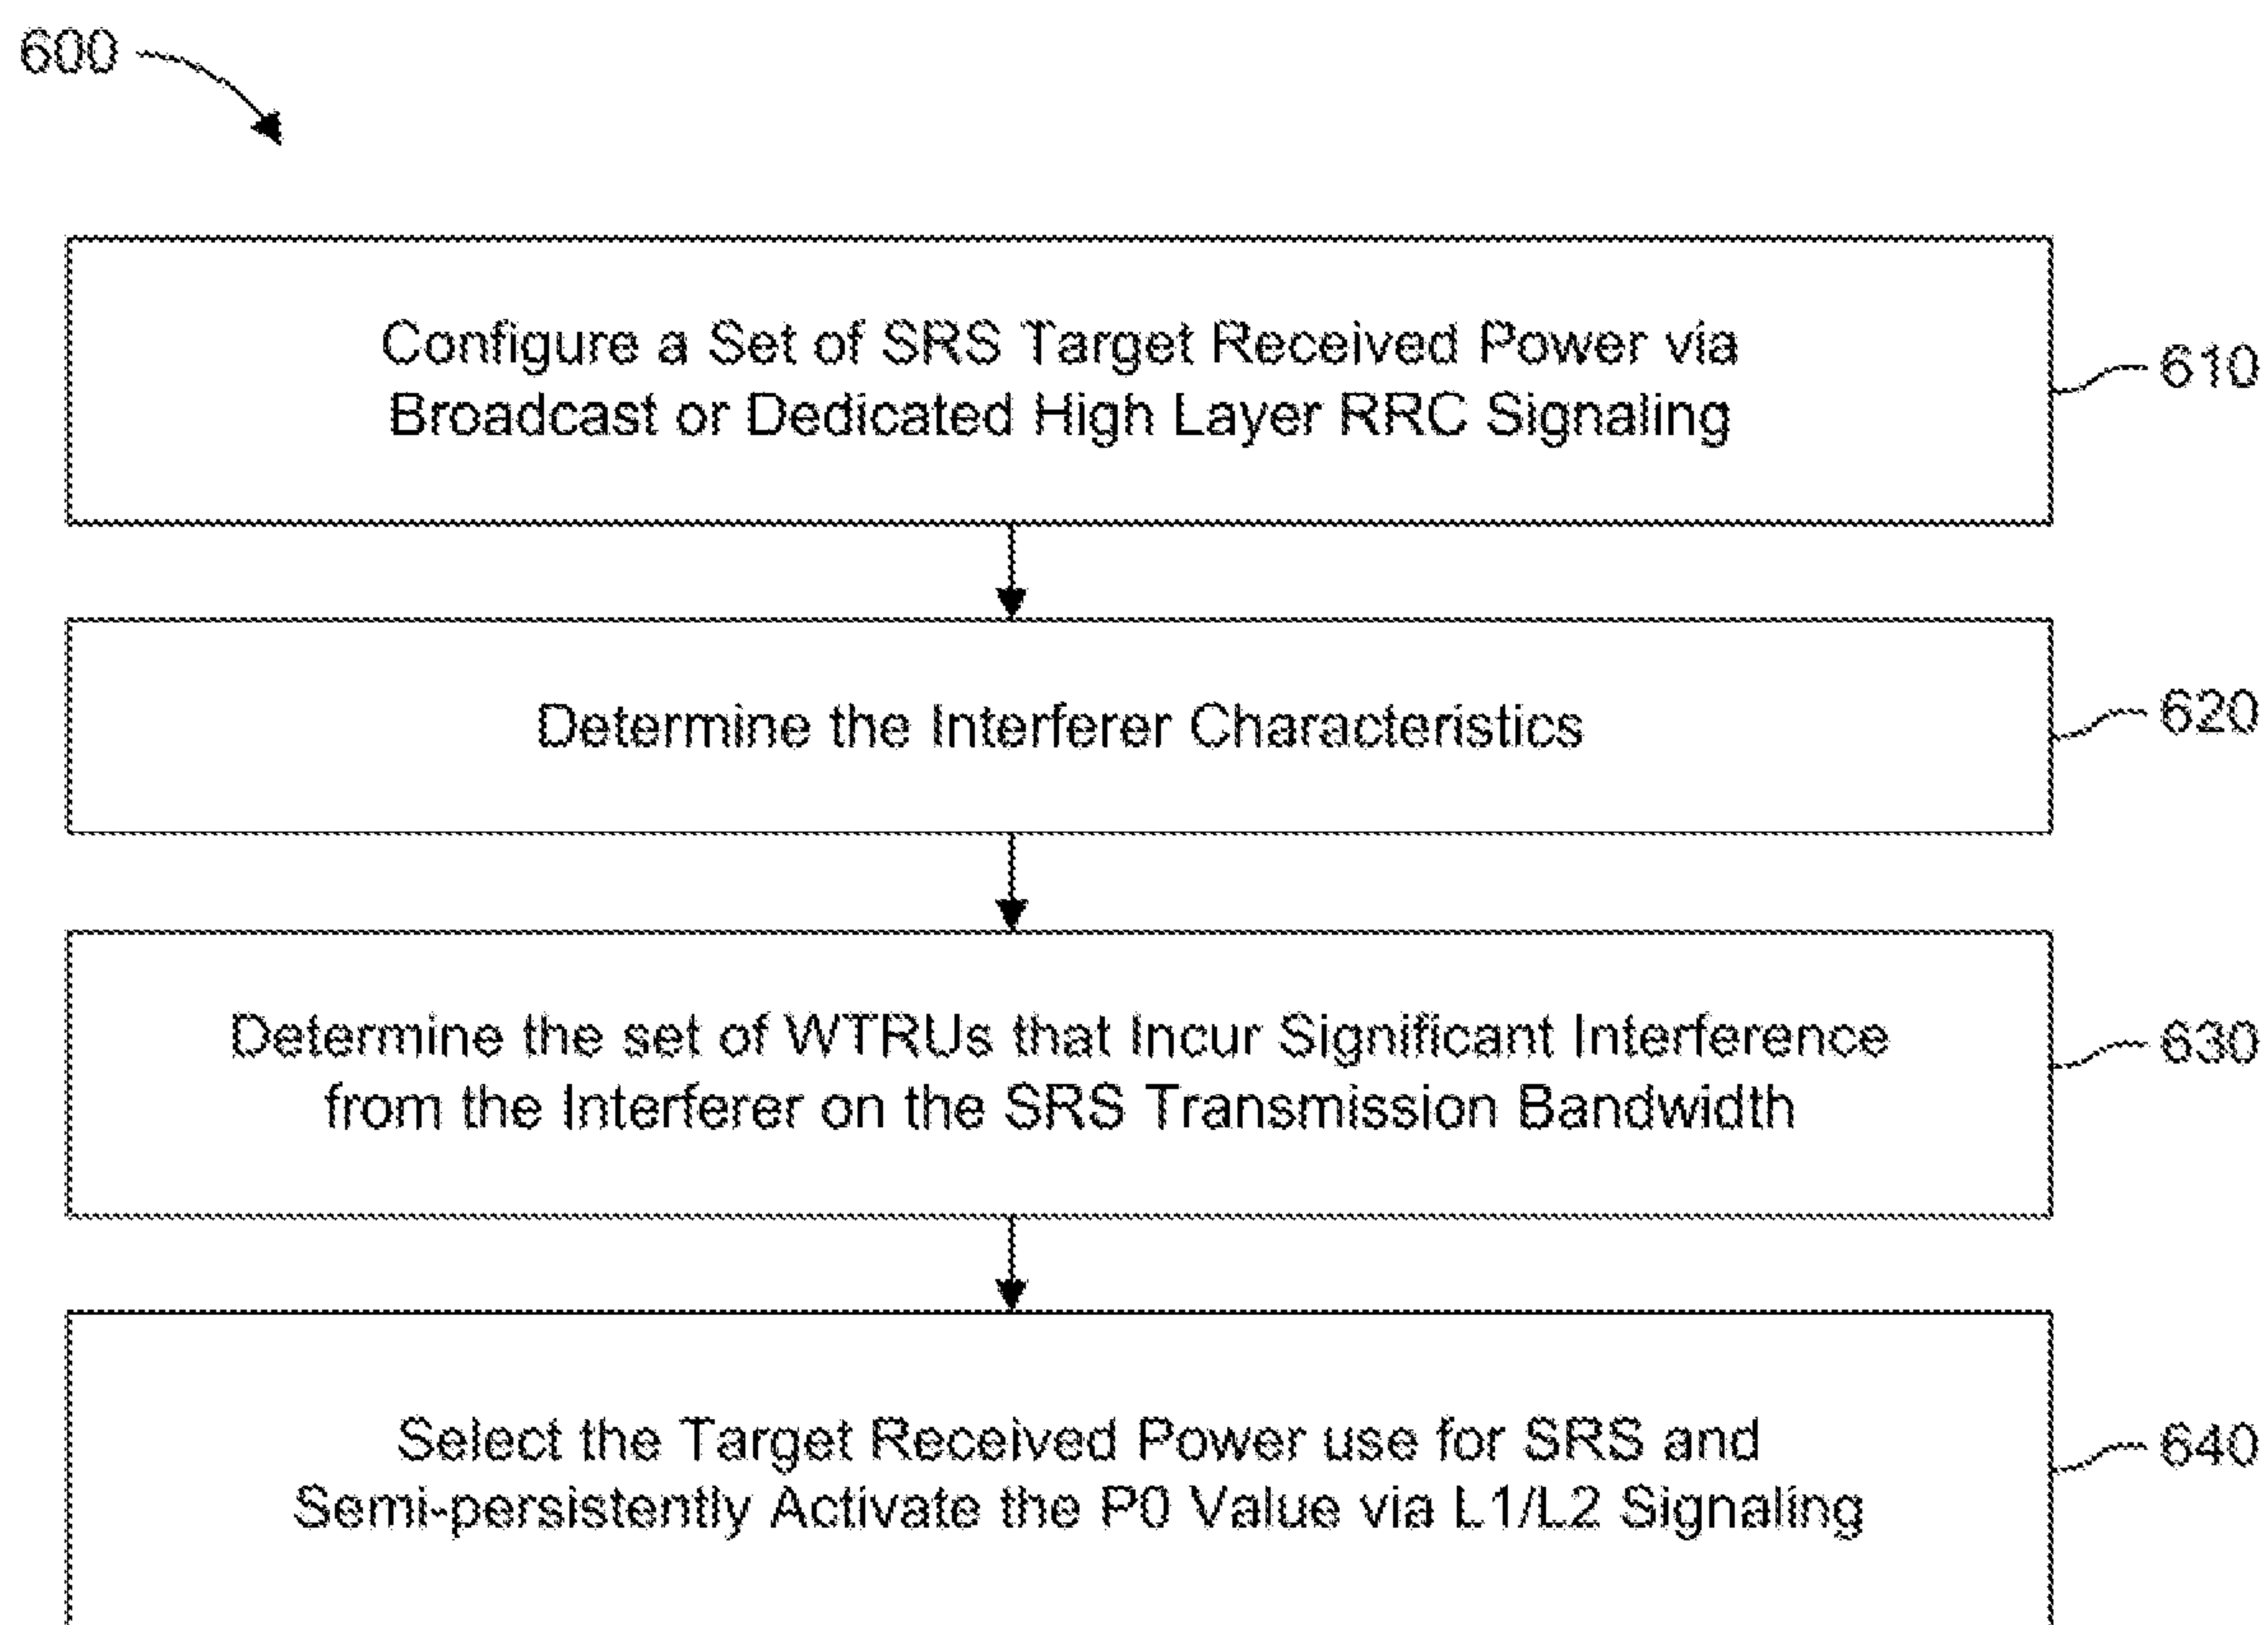 600
Configure a Set of SRS Target Received Power via
Broadcast or Dedicated High Layer RRC Signaling
610
Determine the Interferer Characteristics
620
Determine the set of WTRUs that Incur Significant Interference
from the Interferer on the SRS Transmission Bandwidth
630
Select the Target Received Power use for SRS and
Semi-persistently Activate the P0 Value via L1/L2 Signaling
640